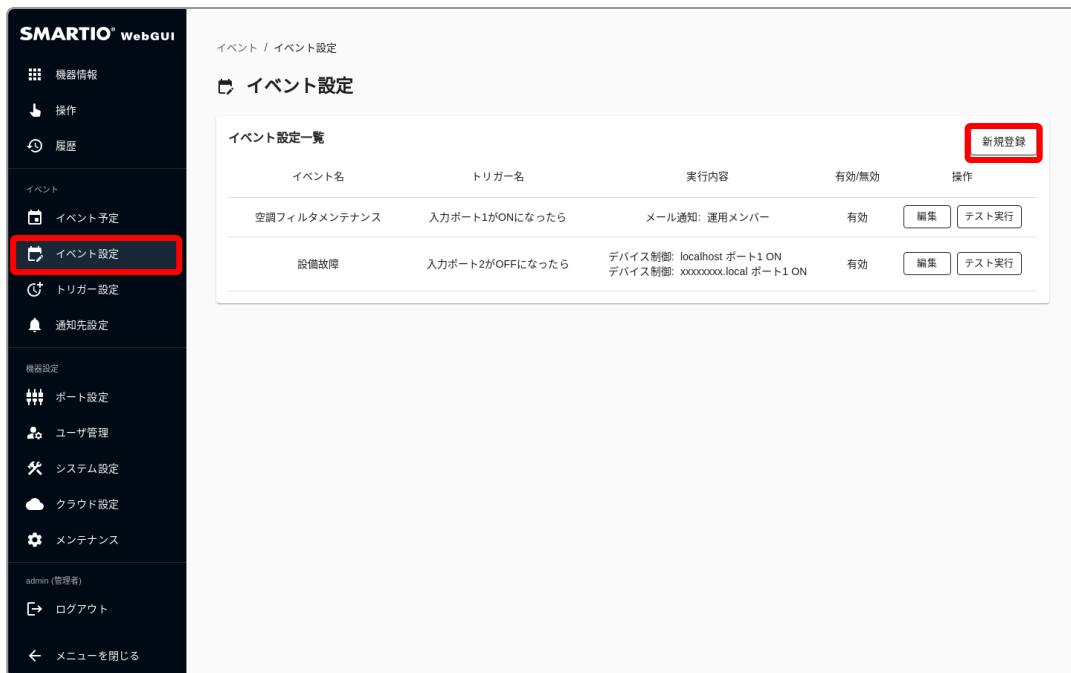 SMARTIO° WebGUI
機器情報
操作
履歴
イベント
イベント予定
イベント設定
トリガー設定
通知先設定
機器設定
ポート設定
ユーザ管理
システム設定
クラウド設定
メンテナンス
admin (管理者)
ログアウト
メニューを閉じる
イベント / イベント設定
イベント設定
イベント設定一覧
新規登録
イベント名 トリガー名 実行内容 有効/無効 操作
空調フィルタメンテナンス 入力ポート1がONになったら メール通知: 運用メンバー 有効 編集 テスト実行
設備故障 入力ポート2がOFFになったら デバイス制御: localhost ポート1 ON 有効 編集 テスト実行
デバイス制御: xxxxxxxx.local ポート1 ON